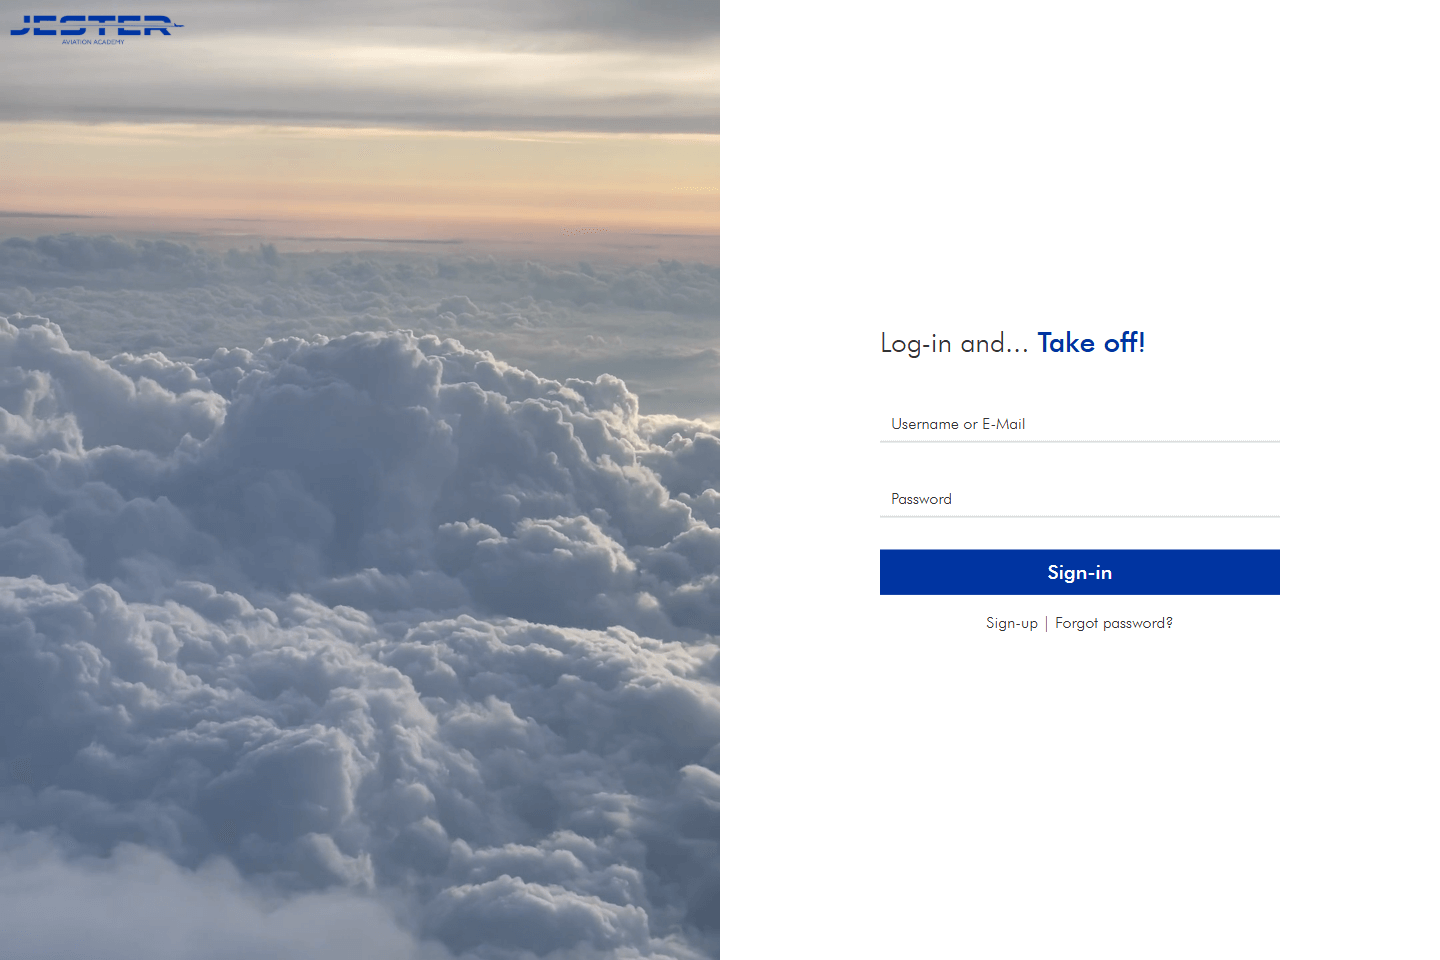 JESTER
AVIATION ACADEMY
Log-in and... Take off!
Username or E-Mail
Password
Sign-in
Sign-up | Forgot password?